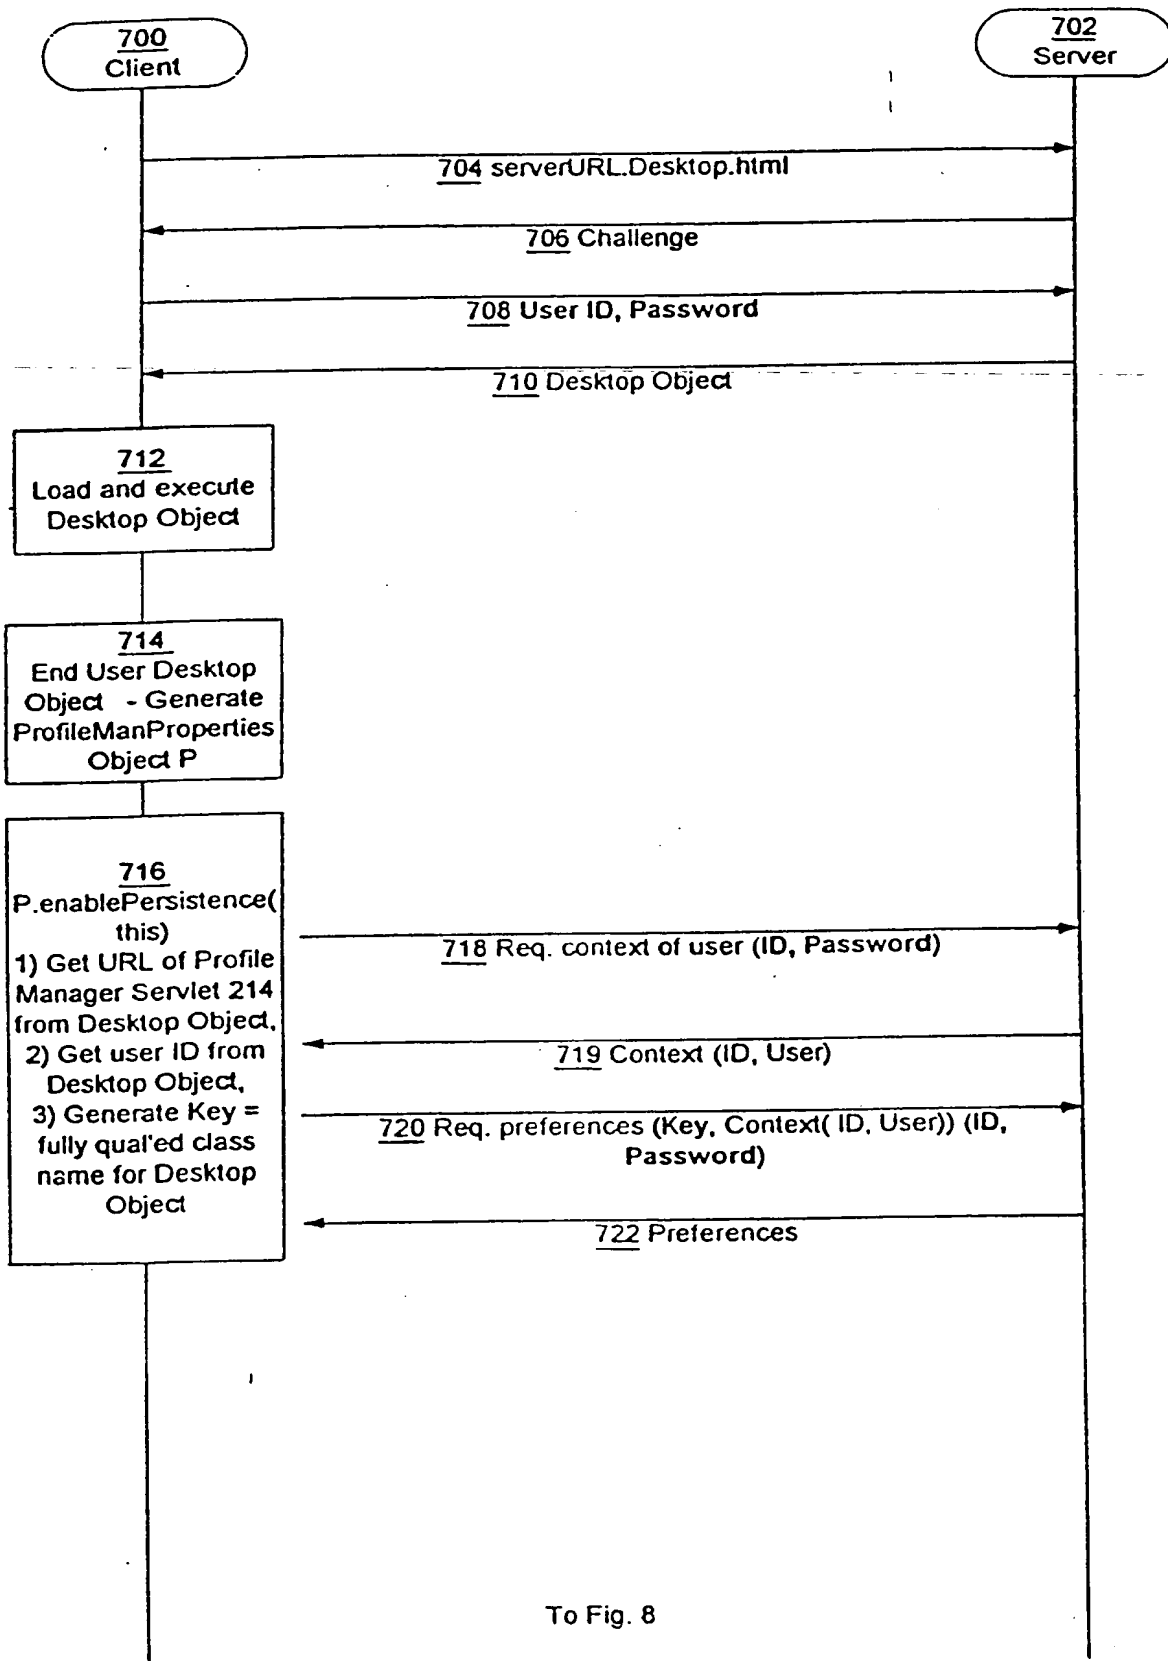 700
Client
702
Server
704 serverURL.Desktop.html
706 Challenge
708 User ID, Password
710 Desktop Object
712
Load and execute
Desktop Object
714
End User Desktop
Object - Generate
ProfileManProperties
Object P
716
P.enablePersistence(
this)
1) Get URL of Profile
Manager Servlet 214
from Desktop Object,
2) Get user ID from
Desktop Object,
3) Generate Key =
fully qual'ed class
name for Desktop
Object
718 Req. context of user (ID, Password)
719 Context (ID, User)
720 Req. preferences (Key, Context( ID, User)) (ID,
Password)
722 Preferences
To Fig. 8